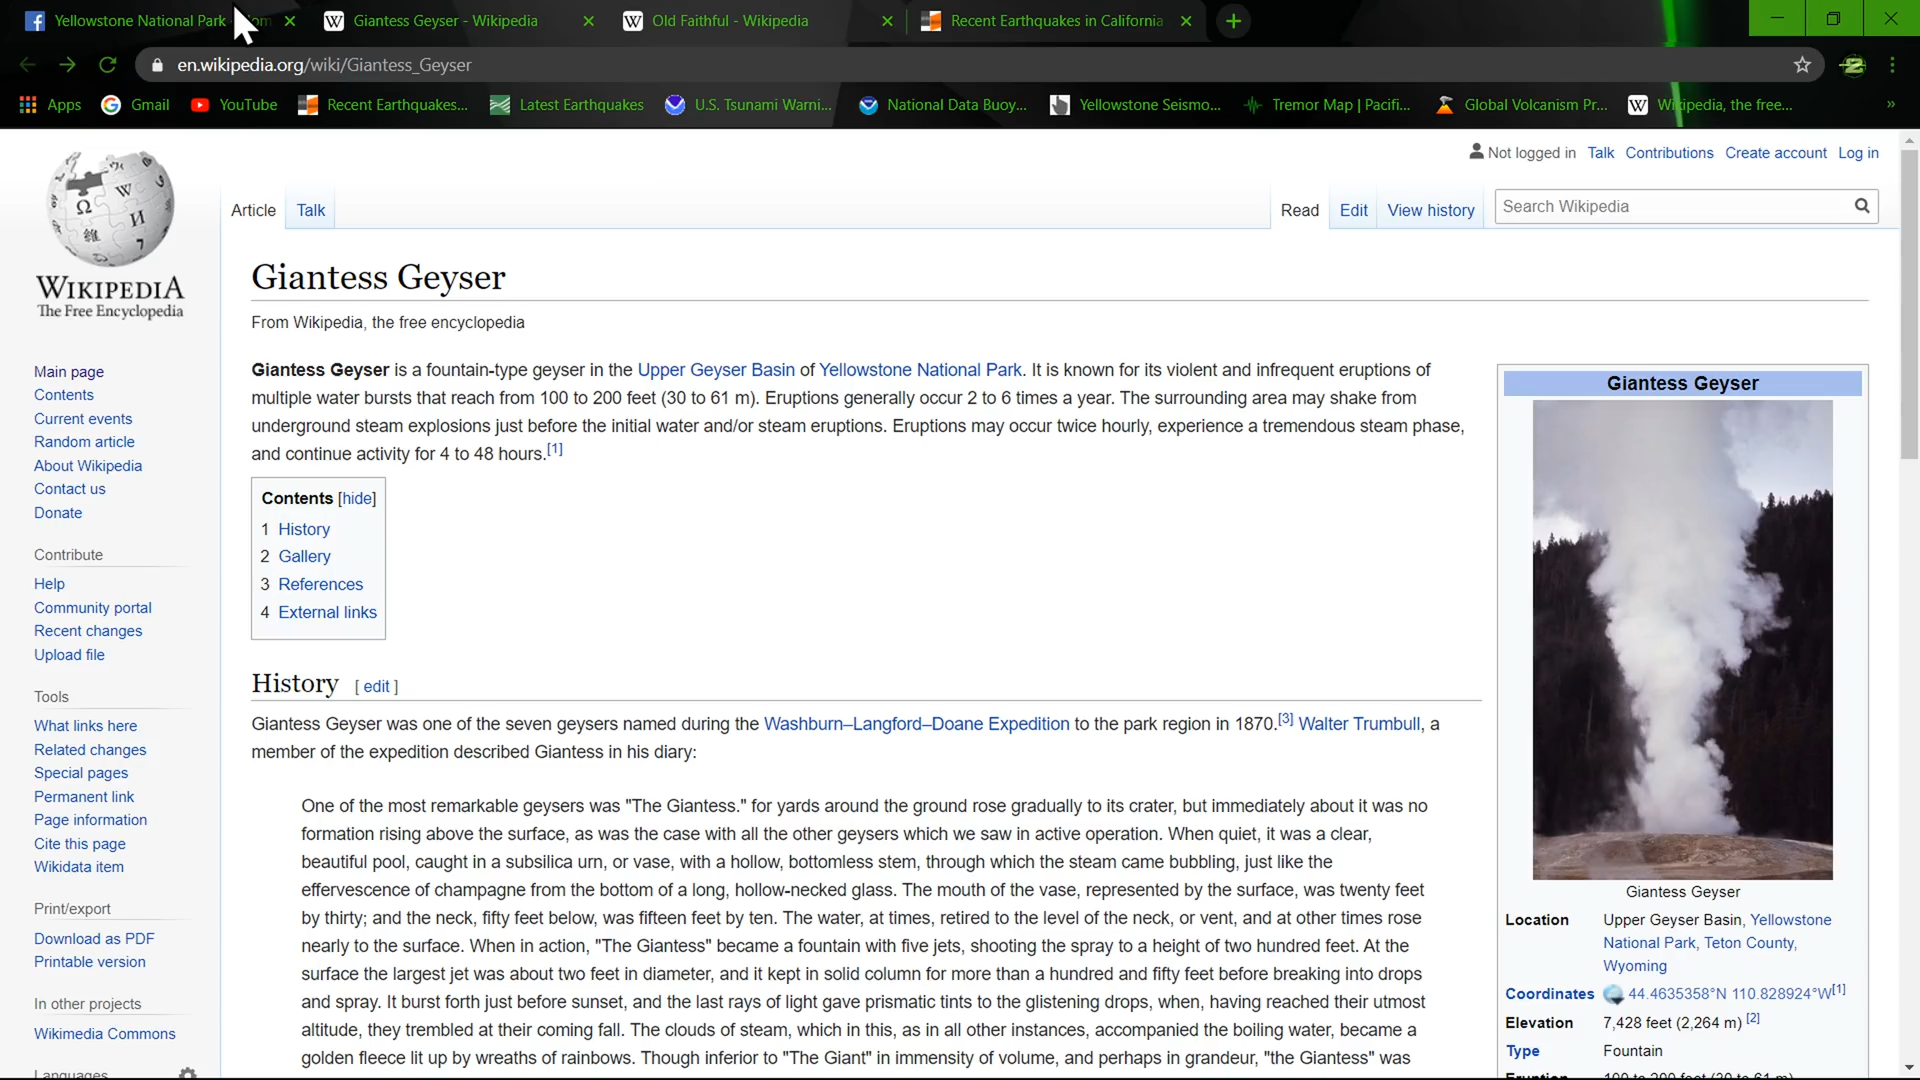 Yellowstone National Park
Giantess Geyser - Wikipedia
Old Faithful - Wikipedia
Recent Earthquakes in California
en.wikipedia.org/wiki/Giantess_Geyser
Apps
Gmail
YouTube
Recent Earthquakes...
Latest Earthquakes
U.S. Tsunami Warni...
National Data Buoy...
Yellowstone Seismo...
Tremor Map | Pacifi...
Global Volcanism Pr...
Wikipedia, the free...
»
Not logged in Talk Contributions Create account Log in
Article Talk
Read Edit View history
Search Wikipedia
WIKIPEDIA
The Free Encyclopedia
Main page
Contents
Current events
Random article
About Wikipedia
Contact us
Donate
Contribute
Help
Community portal
Recent changes
Upload file
Tools
What links here
Related changes
Special pages
Permanent link
Page information
Cite this page
Wikidata item
Print/export
Download as PDF
Printable version
In other projects
Wikimedia Commons
Languages
Giantess Geyser
From Wikipedia, the free encyclopedia
Giantess Geyser is a fountain-type geyser in the Upper Geyser Basin of Yellowstone National Park. It is known for its violent and infrequent eruptions of
multiple water bursts that reach from 100 to 200 feet (30 to 61 m). Eruptions generally occur 2 to 6 times a year. The surrounding area may shake from
underground steam explosions just before the initial water and/or steam eruptions. Eruptions may occur twice hourly, experience a tremendous steam phase,
and continue activity for 4 to 48 hours.[1]
Contents [hide]
1 History
2 Gallery
3 References
4 External links
History [ edit ]
Giantess Geyser was one of the seven geysers named during the Washburn–Langford–Doane Expedition to the park region in 1870.[3] Walter Trumbull, a
member of the expedition described Giantess in his diary:
One of the most remarkable geysers was "The Giantess." for yards around the ground rose gradually to its crater, but immediately about it was no
formation rising above the surface, as was the case with all the other geysers which we saw in active operation. When quiet, it was a clear,
beautiful pool, caught in a subsilica urn, or vase, with a hollow, bottomless stem, through which the steam came bubbling, just like the
effervescence of champagne from the bottom of a long, hollow-necked glass. The mouth of the vase, represented by the surface, was twenty feet
by thirty; and the neck, fifty feet below, was fifteen feet by ten. The water, at times, retired to the level of the neck, or vent, and at other times rose
nearly to the surface. When in action, "The Giantess" became a fountain with five jets, shooting the spray to a height of two hundred feet. At the
surface the largest jet was about two feet in diameter, and it kept in solid column for more than a hundred and fifty feet before breaking into drops
and spray. It burst forth just before sunset, and the last rays of light gave prismatic tints to the glistening drops, when, having reached their utmost
altitude, they trembled at their coming fall. The clouds of steam, which in this, as in all other instances, accompanied the boiling water, became a
golden fleece lit up by wreaths of rainbows. Though inferior to "The Giant" in immensity of volume, and perhaps in grandeur, "the Giantess" was
Giantess Geyser
Giantess Geyser
Location Upper Geyser Basin, Yellowstone
National Park, Teton County,
Wyoming
Coordinates 44.4635358°N 110.828924°W[1]
Elevation 7,428 feet (2,264 m) [2]
Type Fountain
Eruption 100 to 200 feet (30 to 61 m)